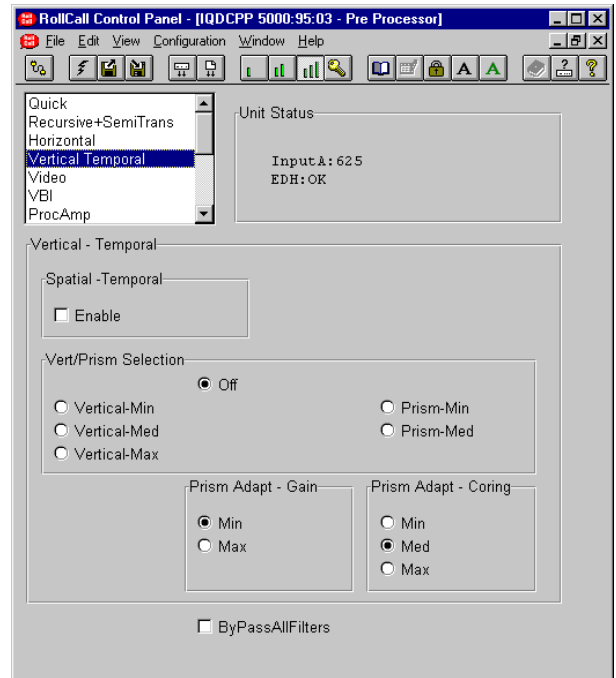 RollCall Control Panel - [IQDCPP 5000:95:03 - Pre Processor]
File Edit View Configuration Window Help
A A
Quick
Recursive+SemiTrans
Horizontal
Vertical Temporal
Video
VBI
ProcAmp
Unit Status
InputA:625
EDH:OK
Vertical - Temporal
Spatial -Temporal
Enable
Vert/Prism Selection
Off
Vertical-Min
Prism-Min
Vertical-Med
Prism-Med
Vertical-Max
Prism Adapt - Gain
Min
Max
Prism Adapt - Coring
Min
Med
Max
ByPassAllFilters